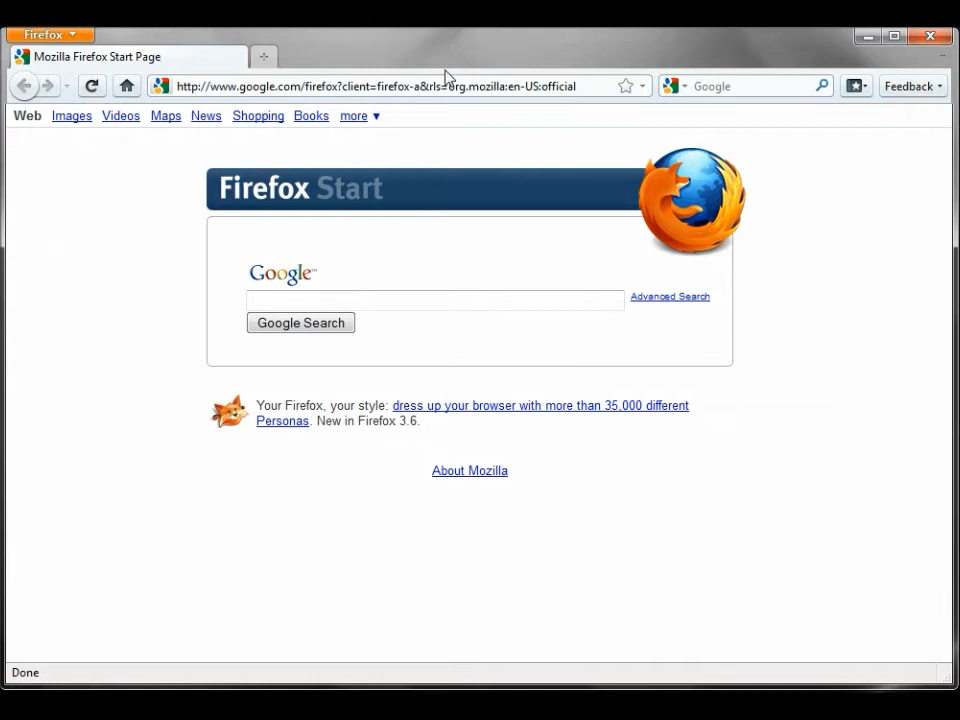 Firefox
Mozilla Firefox Start Page
http://www.google.com/firefox?client=firefox-a&rls=org.mozilla:en-US:official
Google
Feedback
Web Images Videos Maps News Shopping Books more ▼
Firefox Start
Google™
Advanced Search
Google Search
Your Firefox, your style: dress up your browser with more than 35,000 different
Personas. New in Firefox 3.6.
About Mozilla
Done